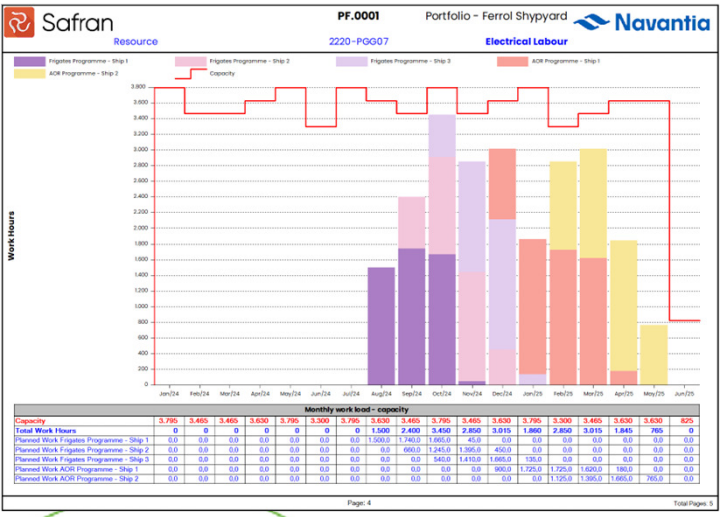 Safran
PF.0001
Portfolio - Ferrol Shypyard
Navantia
Resource
2220-PGG07
Electrical Labour
Frigates Programme - Ship 1
Frigates Programme - Ship 2
Frigates Programme - Ship 3
AOR Programme - Ship 1
AOR Programme - Ship 2
Capacity
Work Hours
3.800
3.600
3.400
3.200
3.000
2.800
2.600
2.400
2.200
2.000
1.800
1.600
1.400
1.200
1.000
800
600
400
200
0
Jan/24 Feb/24 Mar/24 Apr/24 May/24 Jun/24 Jul/24 Aug/24 Sep/24 Oct/24 Nov/24 Dec/24 Jan/25 Feb/25 Mar/25 Apr/25 May/25 Jun/25
Monthly work load - capacity
Capacity 3.795 3.465 3.465 3.630 3.795 3.300 3.795 3.630 3.465 3.795 3.465 3.630 3.795 3.300 3.465 3.630 3.630 825
Total Work Hours 0 0 0 0 0 0 0 1.500 2.400 3.450 2.850 3.015 1.860 2.850 3.015 1.845 765 0
Planned Work Frigates Programme - Ship 1 0,0 0,0 0,0 0,0 0,0 0,0 0,0 1.500,0 1.740,0 1.665,0 45,0 0,0 0,0 0,0 0,0 0,0 0,0 0,0
Planned Work Frigates Programme - Ship 2 0,0 0,0 0,0 0,0 0,0 0,0 0,0 0,0 660,0 1.245,0 1.395,0 450,0 0,0 0,0 0,0 0,0 0,0 0,0
Planned Work Frigates Programme - Ship 3 0,0 0,0 0,0 0,0 0,0 0,0 0,0 0,0 0,0 540,0 1.410,0 1.665,0 135,0 0,0 0,0 0,0 0,0 0,0
Planned Work AOR Programme - Ship 1 0,0 0,0 0,0 0,0 0,0 0,0 0,0 0,0 0,0 0,0 0,0 900,0 1.725,0 1.725,0 1.620,0 180,0 0,0 0,0
Planned Work AOR Programme - Ship 2 0,0 0,0 0,0 0,0 0,0 0,0 0,0 0,0 0,0 0,0 0,0 0,0 0,0 1.125,0 1.395,0 1.665,0 765,0 0,0
Page: 4
Total Pages: 5